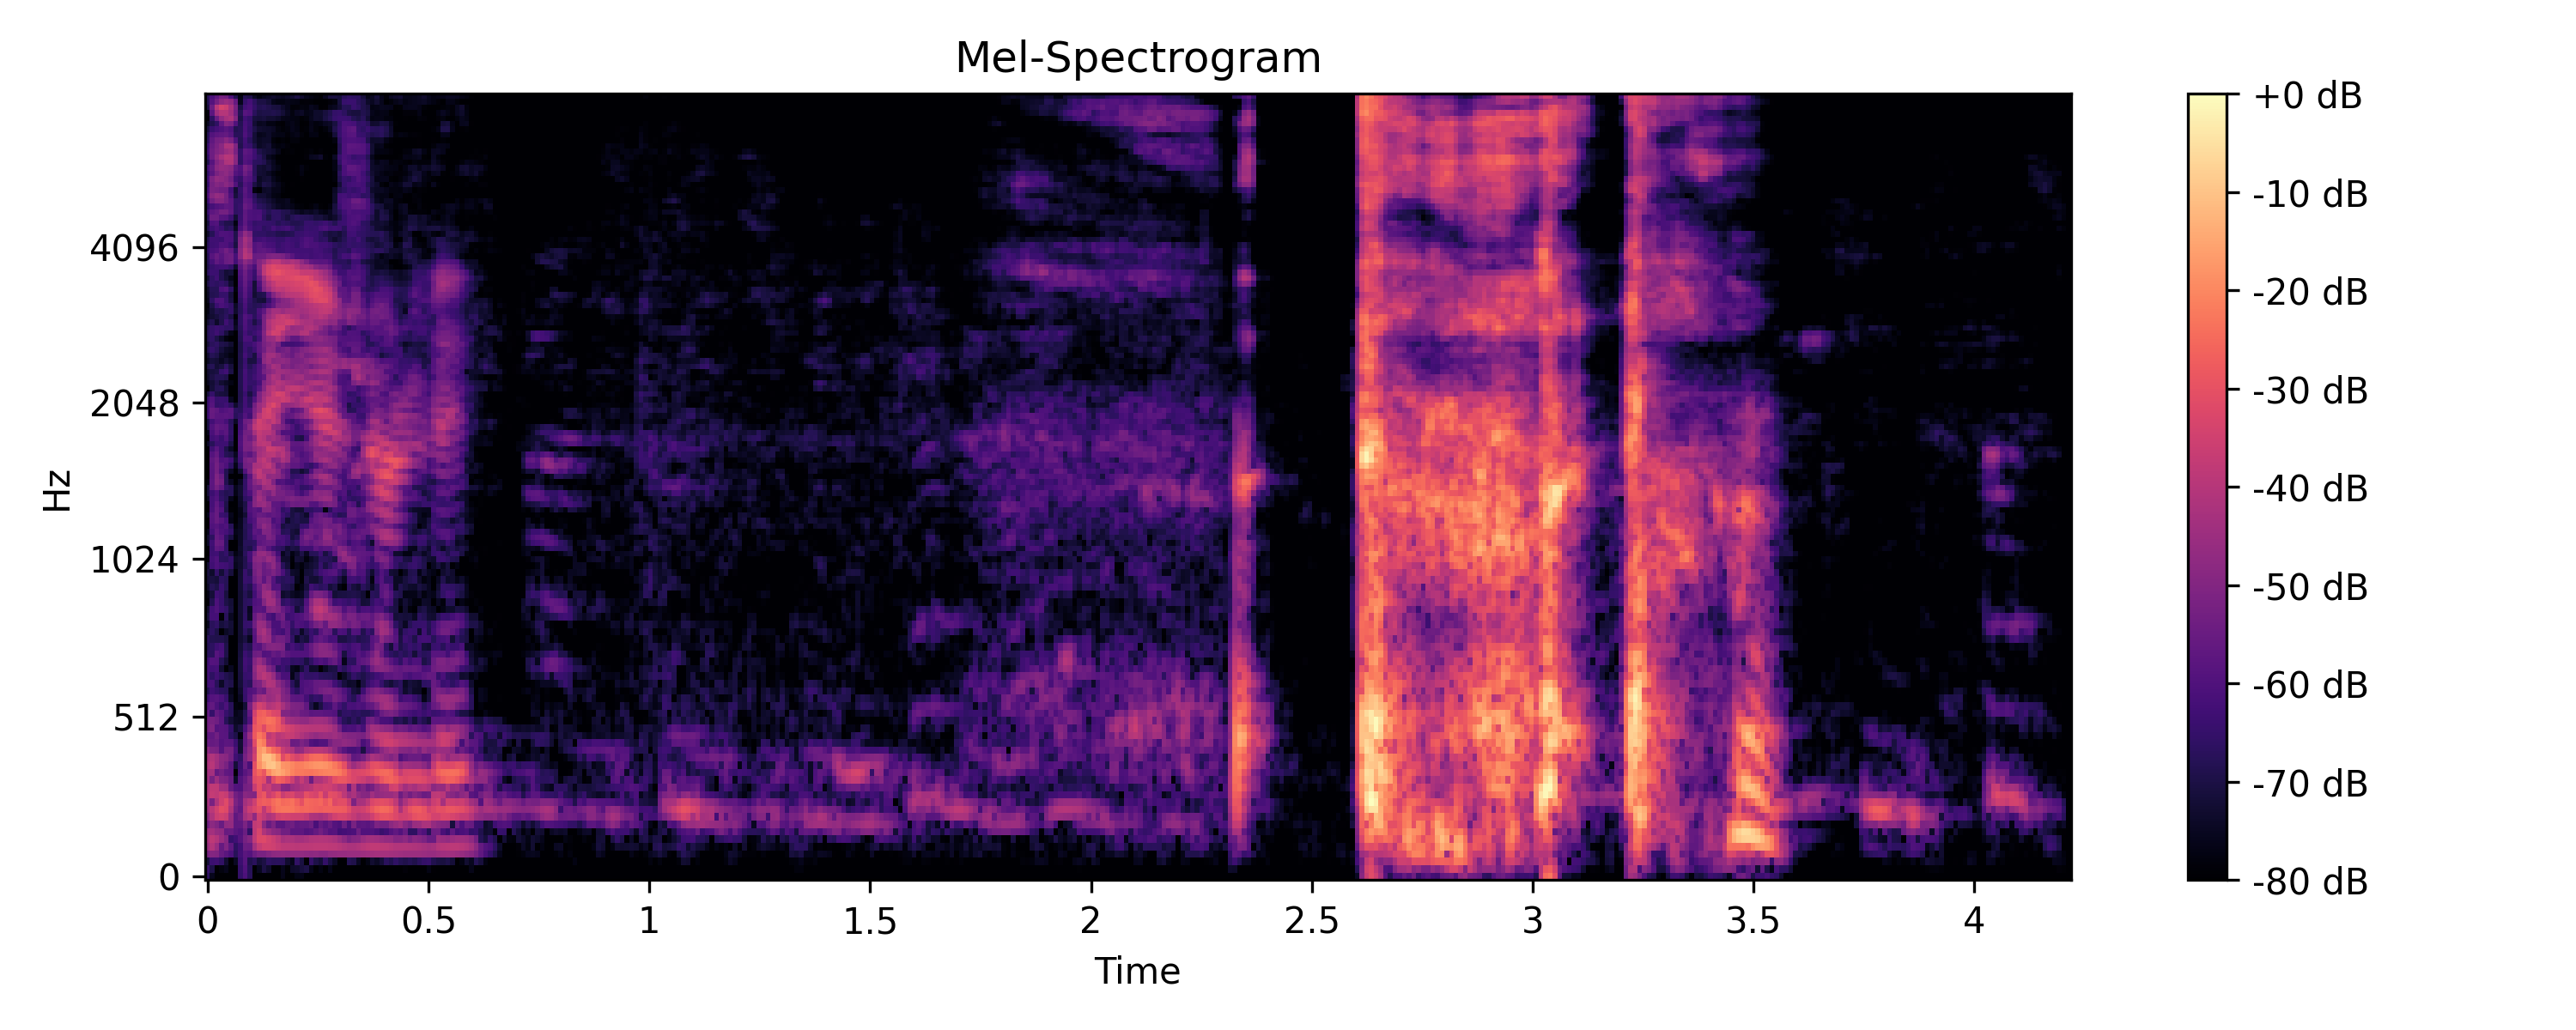 Mel-Spectrogram
+0 dB
-10 dB
-20 dB
-30 dB
-40 dB
-50 dB
-60 dB
-70 dB
-80 dB
Hz
4096
2048
1024
512
0
0
0.5
1
1.5
2
2.5
3
3.5
4
Time